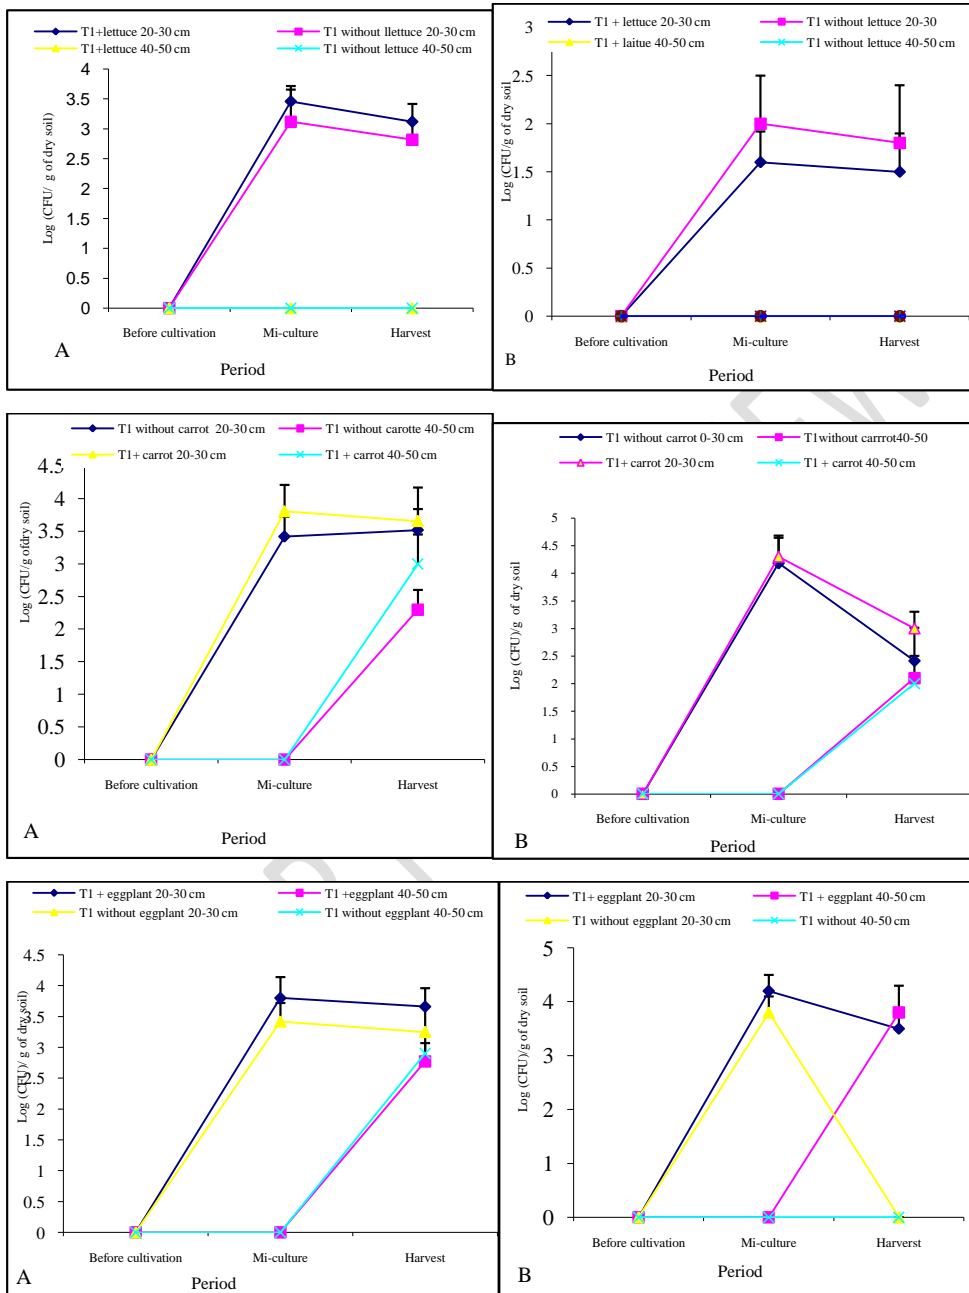 T1+lettuce 20-30 cm
T1 without llettuce 20-30 cm
T1+lettuce 40-50 cm
T1 without lettuce 40-50 cm
Log (CFU/ g of dry soil)
4
3.5
3
2.5
2
1.5
1
0.5
0
Before cultivation
Mi-culture
Harvest
A
Period
T1 + lettuce 20-30 cm
T1 without lettuce 20-30
T1 + laitue 40-50 cm
T1 without lettuce 40-50 cm
Log (CFU/g of dry soil)
3
2.5
2
1.5
1
0.5
0
Before cultivation
Mi-culture
Harvest
B
Period
T1 without carrot 20-30 cm
T1 without carotte 40-50 cm
T1+ carrot 20-30 cm
T1 + carrot 40-50 cm
Log (CFU/g ofdry soil)
4.5
4
3.5
3
2.5
2
1.5
1
0.5
0
Before cultivation
Mi-culture
Harvest
A
Period
T1 without carrot 0-30 cm
T1without carrrot40-50
T1+ carrot 20-30 cm
T1 + carrot 40-50 cm
Log (CFU)/g of dry soil
5
4.5
4
3.5
3
2.5
2
1.5
1
0.5
0
Before cultivation
Mi-culture
Harvest
B
Period
T1 + eggplant 20-30 cm
T1 +eggplant 40-50 cm
T1 without eggplant 20-30 cm
T1 without eggplant 40-50 cm
Log (CFU)/g of dry soil)
4.5
4
3.5
3
2.5
2
1.5
1
0.5
0
Before cultivation
Mi-culture
Harvest
A
Period
T1+ eggplant 20-30 cm
T1 + eggplant 40-50 cm
T1 without eggplant 20-30 cm
T1 without 40-50 cm
Log (CFU)/g of dry soil
5
4
3
2
1
0
Before cultivation
Mi-culture
Harverst
B
Period